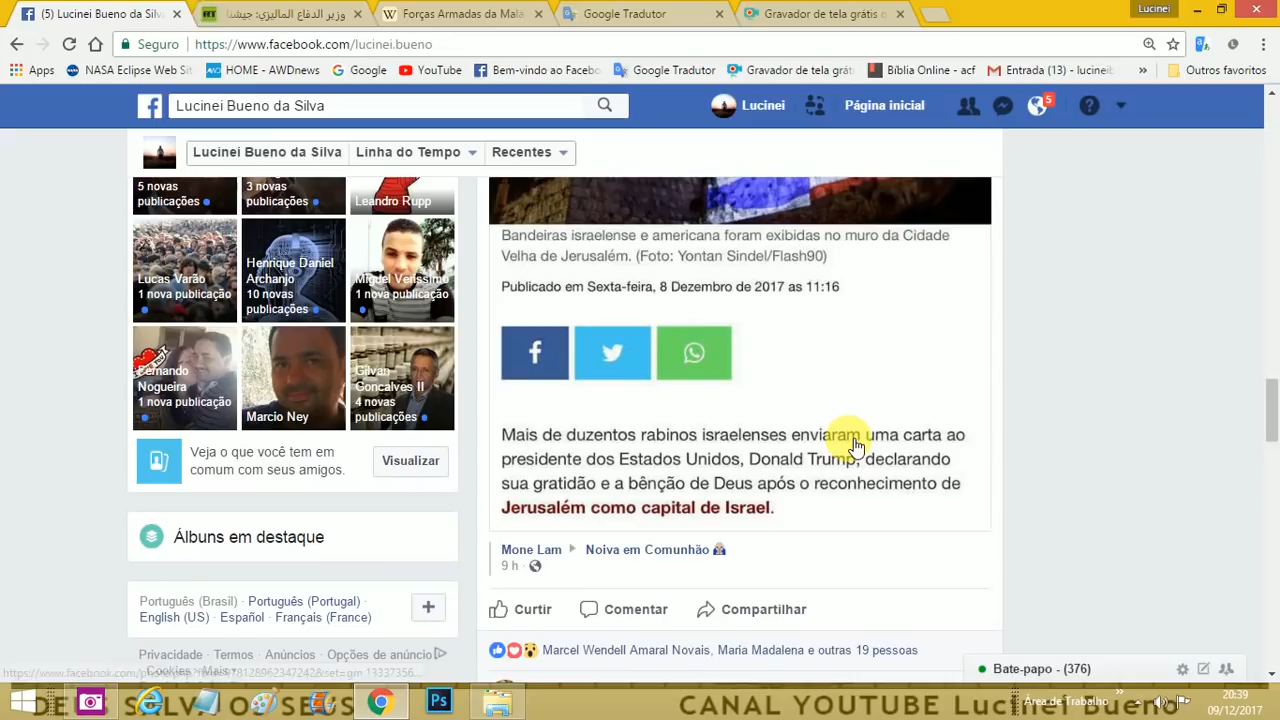 (5) Lucinei Bueno da Silva
وزير الدفاع الماليزي: جيشنا
Forças Armadas da Malá
Google Tradutor
Gravador de tela grátis o
Lucinei
Seguro
https://www.facebook.com/lucinei.bueno
Apps
NASA Eclipse Web Sit
HOME - AWDnews
Google
YouTube
Bem-vindo ao Facebo
Google Tradutor
Gravador de tela grátis
Bíblia Online - acf
Entrada (13) - lucineib
Outros favoritos
Lucinei Bueno da Silva
Lucinei
Página inicial
5
Lucinei Bueno da Silva
Linha do Tempo
Recentes
5 novas
publicações
3 novas
publicações
Leandro Rupp
Lucas Varão
1 nova publicação
Henrique Daniel
Archanjo
10 novas
publicações
Miguel Verissimo
1 nova publicação
Fernando
Nogueira
1 nova publicação
Marcio Ney
Gilvan
Goncalves II
4 novas
publicações
Veja o que você tem em
comum com seus amigos.
Visualizar
Álbuns em destaque
Português (Brasil) · Português (Portugal) ·
English (US) · Español · Français (France)
Privacidade · Termos · Anúncios · Opções de anúncio
Cookies · Mais
Bandeiras israelense e americana foram exibidas no muro da Cidade
Velha de Jerusalém. (Foto: Yontan Sindel/Flash90)
Publicado em Sexta-feira, 8 Dezembro de 2017 as 11:16
Mais de duzentos rabinos israelenses enviaram uma carta ao
presidente dos Estados Unidos, Donald Trump, declarando
sua gratidão e a bênção de Deus após o reconhecimento de
Jerusalém como capital de Israel.
Mone Lam
Noiva em Comunhão
9 h
Curtir
Comentar
Compartilhar
Marcel Wendell Amaral Novais, Maria Madalena e outras 19 pessoas
Bate-papo - (376)
DEUS SALVA OS SEUS
CANAL YOUTUBE Lucinei Bueno
Área de Trabalho
20:39
09/12/2017